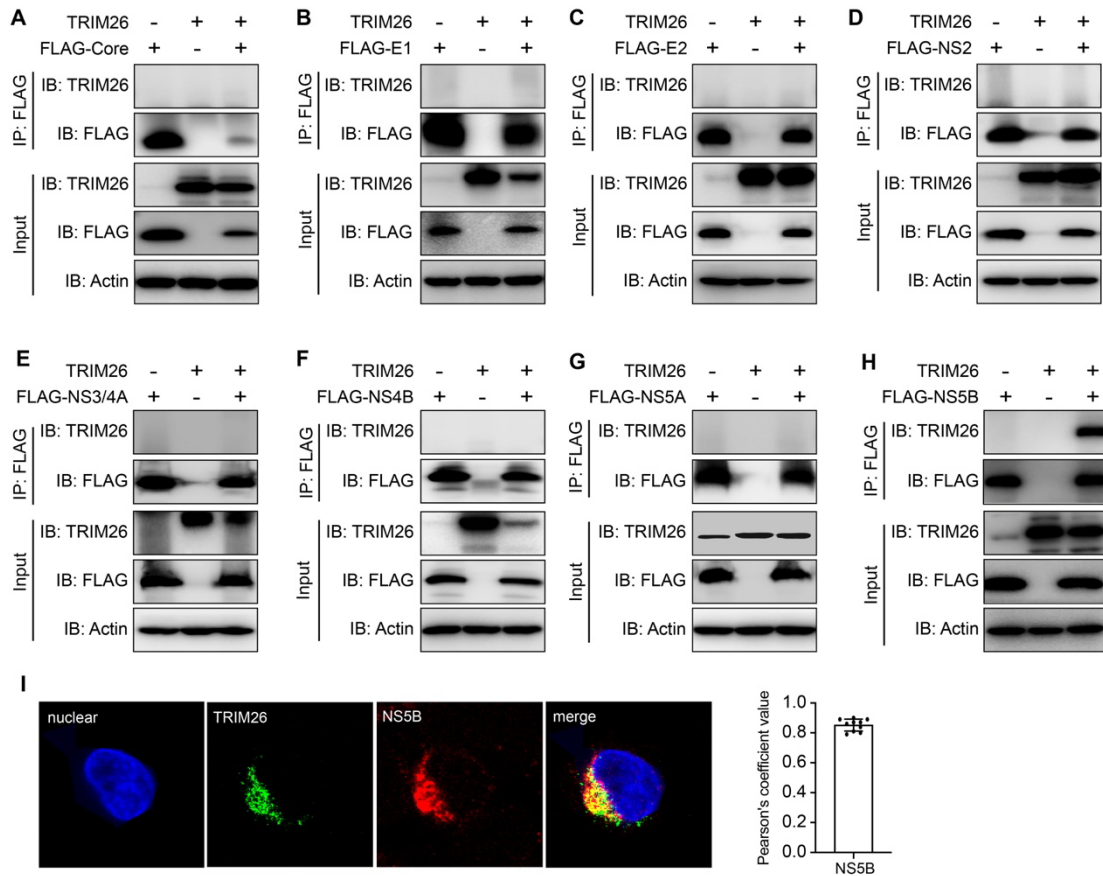 A
TRIM26 - + +
FLAG-Core + - +
IP: FLAG
IB: TRIM26
IB: FLAG
Input
IB: TRIM26
IB: FLAG
IB: Actin
B
TRIM26 - + +
FLAG-E1 + - +
IP: FLAG
IB: TRIM26
IB: FLAG
Input
IB: TRIM26
IB: FLAG
IB: Actin
C
TRIM26 - + +
FLAG-E2 + - +
IP: FLAG
IB: TRIM26
IB: FLAG
Input
IB: TRIM26
IB: FLAG
IB: Actin
D
TRIM26 - + +
FLAG-NS2 + - +
IP: FLAG
IB: TRIM26
IB: FLAG
Input
IB: TRIM26
IB: FLAG
IB: Actin
E
TRIM26 - + +
FLAG-NS3/4A + - +
IP: FLAG
IB: TRIM26
IB: FLAG
Input
IB: TRIM26
IB: FLAG
IB: Actin
F
TRIM26 - + +
FLAG-NS4B + - +
IP: FLAG
IB: TRIM26
IB: FLAG
Input
IB: TRIM26
IB: FLAG
IB: Actin
G
TRIM26 - + +
FLAG-NS5A + - +
IP: FLAG
IB: TRIM26
IB: FLAG
Input
IB: TRIM26
IB: FLAG
IB: Actin
H
TRIM26 - + +
FLAG-NS5B + - +
IP: FLAG
IB: TRIM26
IB: FLAG
Input
IB: TRIM26
IB: FLAG
IB: Actin
I
nuclear
TRIM26
NS5B
merge
Pearson's coefficient value
1.0
0.8
0.6
0.4
0.2
0.0
NS5B